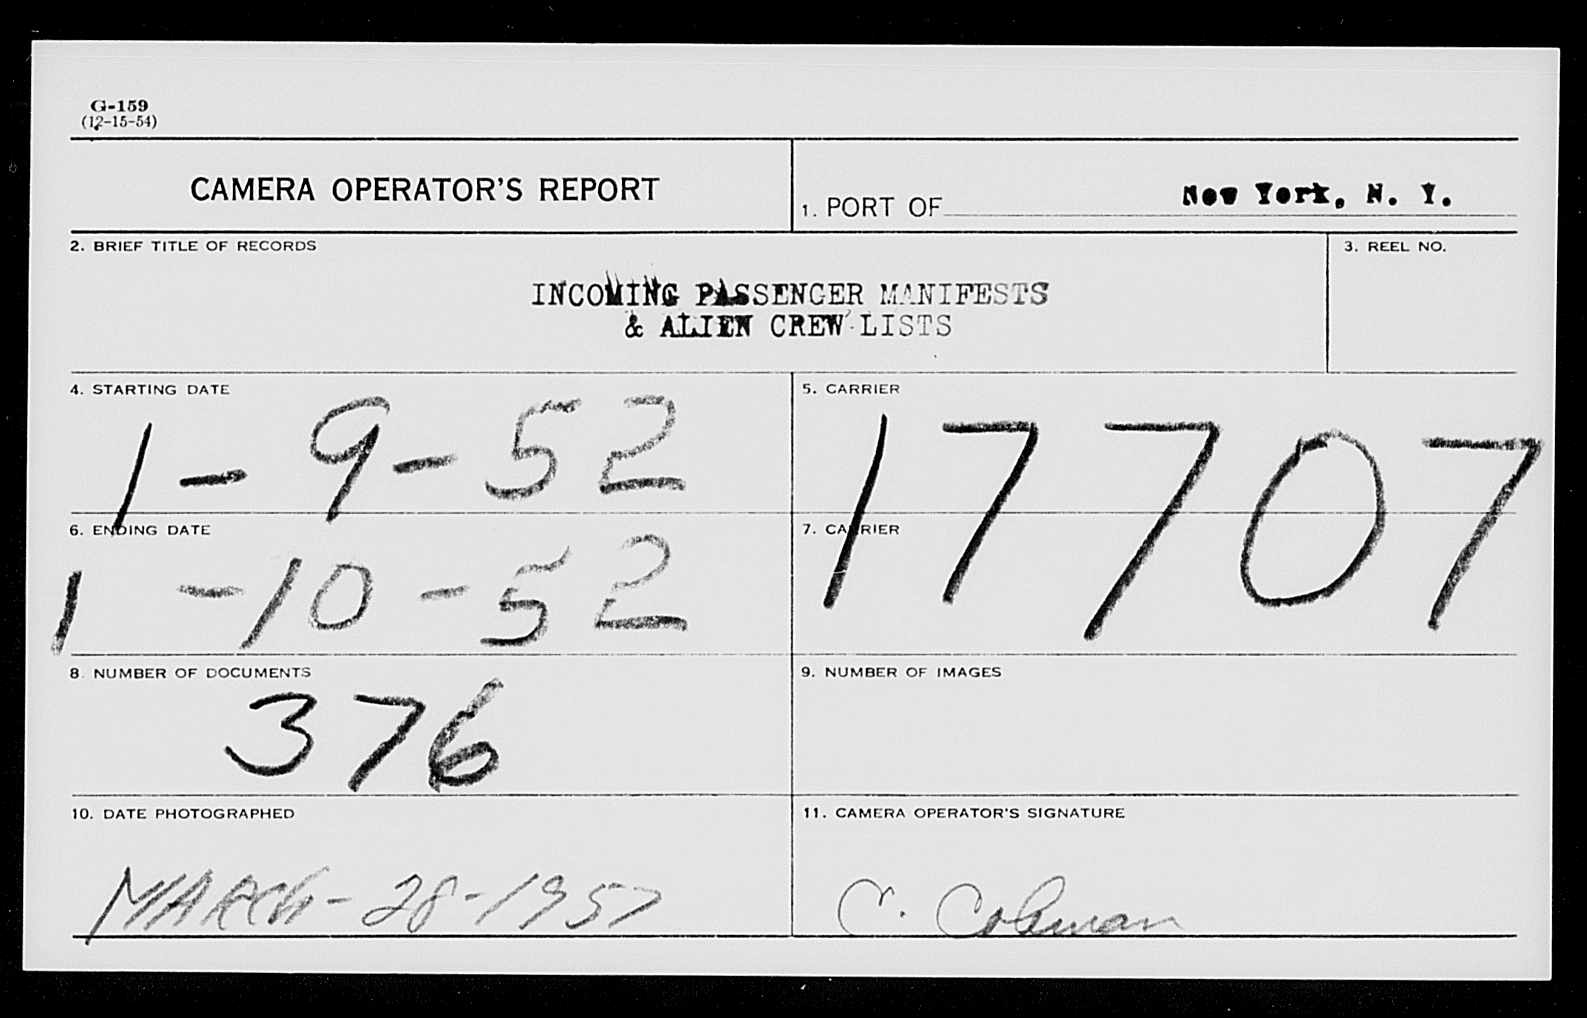 G-159
(12-15-54)
CAMERA OPERATOR'S REPORT
1. PORT OF New York, N. Y.
2. BRIEF TITLE OF RECORDS
INCOMING PASSENGER MANIFESTS
& ALIEN CREW LISTS
3. REEL NO.
4. STARTING DATE
1-9-52
5. CARRIER
17707
6. ENDING DATE
1-10-52
7. CARRIER
8. NUMBER OF DOCUMENTS
376
9. NUMBER OF IMAGES
10. DATE PHOTOGRAPHED
MARCH-28-1957
11. CAMERA OPERATOR'S SIGNATURE
C. Coleman